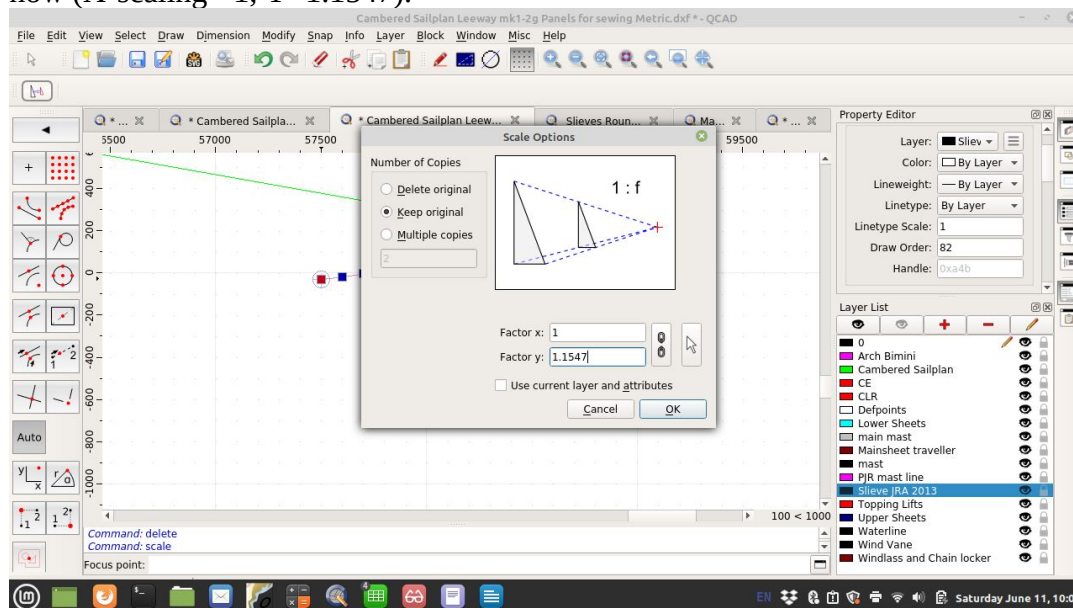 Cambered Sailplan Leeway mk1-2g Panels for sewing Metric.dxf * - QCAD
File Edit View Select Draw Dimension Modify Snap Info Layer Block Window Misc Help
* ... * Cambered Sailpla... * Cambered Sailplan Leew... Slieves Roun... Ma... * ...
5500 57000 57500 59500
400
200
0
-200
-400
-600
-800
-1000
Auto
Scale Options
Number of Copies
Delete original
Keep original
Multiple copies
2
1 : f
Factor x: 1
Factor y: 1.1547
Use current layer and attributes
Cancel OK
100 < 1000
Command: delete
Command: scale
Focus point:
Property Editor
Layer: Sliev
Color: By Layer
Lineweight: By Layer
Linetype: By Layer
Linetype Scale: 1
Draw Order: 82
Handle: 0xa4b
Layer List
0
Arch Bimini
Cambered Sailplan
CE
CLR
Defpoints
Lower Sheets
main mast
Mainsheet traveller
mast
PJR mast line
Slieve JRA 2013
Topping Lifts
Upper Sheets
Waterline
Wind Vane
Windlass and Chain locker
EN Saturday June 11, 10:0